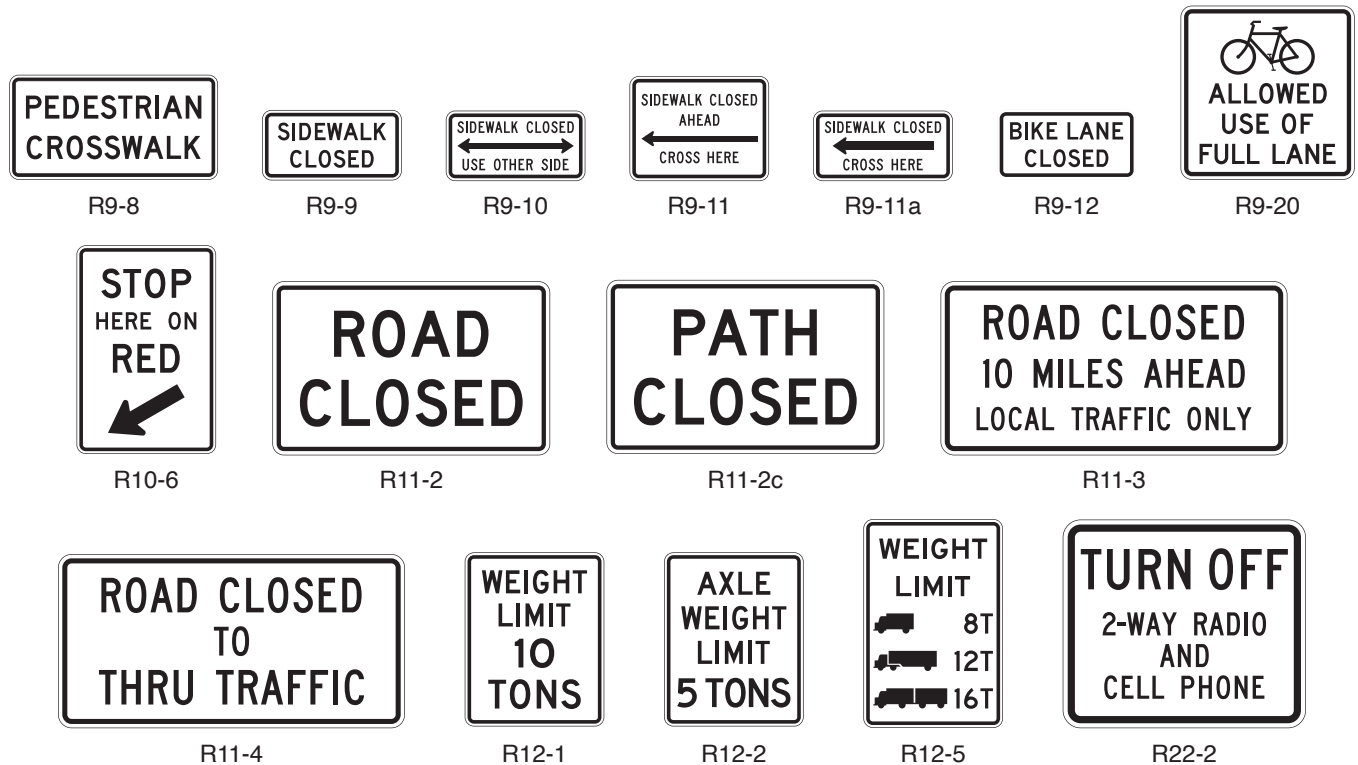 PEDESTRIAN
CROSSWALK
R9-8
SIDEWALK
CLOSED
R9-9
SIDEWALK CLOSED
USE OTHER SIDE
R9-10
SIDEWALK CLOSED
AHEAD
CROSS HERE
R9-11
SIDEWALK CLOSED
CROSS HERE
R9-11a
BIKE LANE
CLOSED
R9-12
ALLOWED
USE OF
FULL LANE
R9-20
STOP
HERE ON
RED
R10-6
ROAD
CLOSED
R11-2
PATH
CLOSED
R11-2c
ROAD CLOSED
10 MILES AHEAD
LOCAL TRAFFIC ONLY
R11-3
ROAD CLOSED
TO
THRU TRAFFIC
R11-4
WEIGHT
LIMIT
10
TONS
R12-1
AXLE
WEIGHT
LIMIT
5 TONS
R12-2
WEIGHT
LIMIT
8T
12T
16T
R12-5
TURN OFF
2-WAY RADIO
AND
CELL PHONE
R22-2